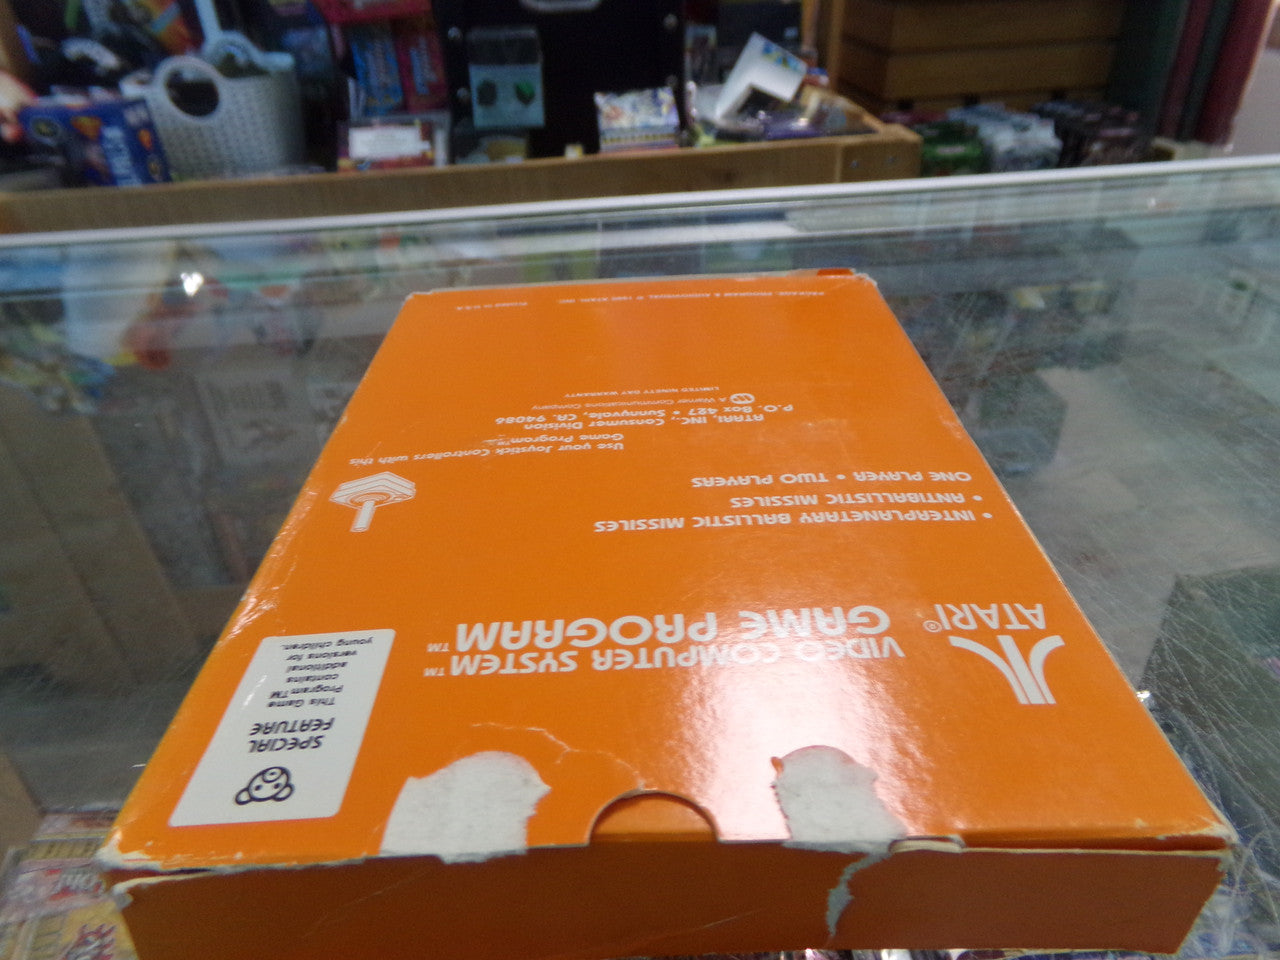 SPECIAL
FEATURE
This Game
Program™
contains
additional
versions for
young children.
ATARI®
VIDEO COMPUTER SYSTEM™
GAME PROGRAM™
• INTERPLANETARY BALLISTIC MISSILES
• ANTIBALLISTIC MISSILES
ONE PLAYER • TWO PLAYERS
Use your Joystick Controllers with this
Game Program™
ATARI, INC., Consumer Division
P.O. Box 427 • Sunnyvale, CA. 94086
A Warner Communications Company
LIMITED NINETY DAY WARRANTY